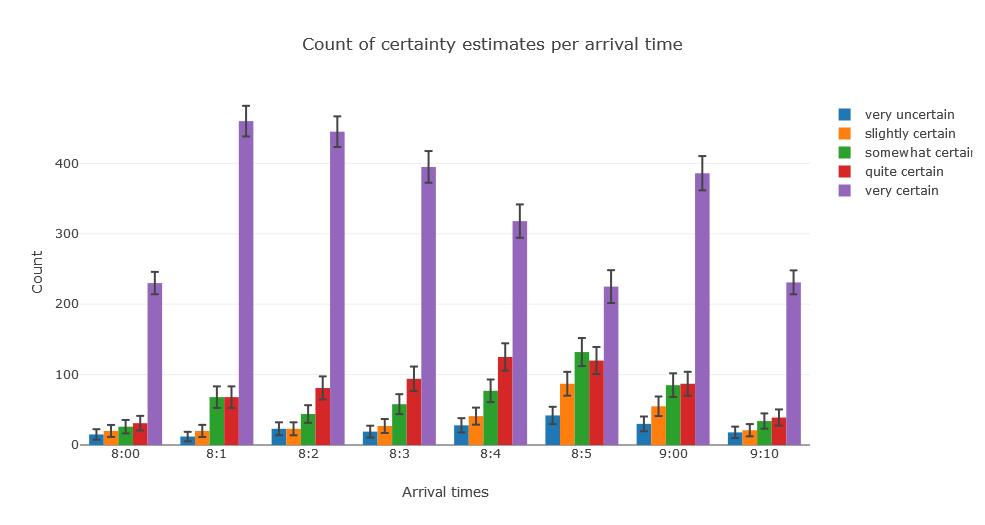 Count of certainty estimates per arrival time
very uncertain
slightly certain
somewhat certain
quite certain
very certain
Count
400
300
200
100
0
8:00 8:1 8:2 8:3 8:4 8:5 9:00 9:10
Arrival times